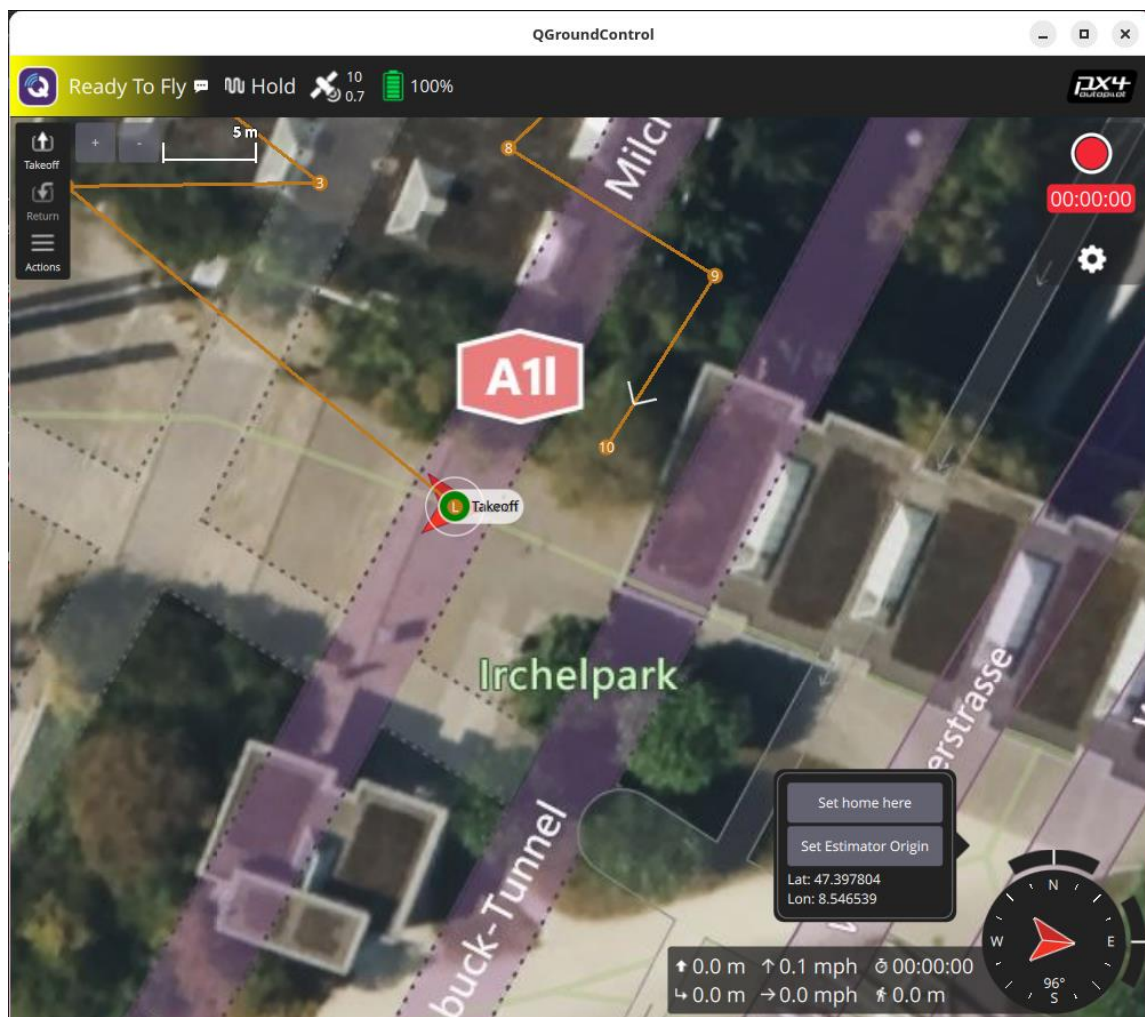 QGroundControl
Ready To Fly
Hold
10
0.7
100%
PX4
autopilot
Takeoff
+
-
5 m
Return
Actions
00:00:00
3
8
9
10
Milc
A1l
L
Takeoff
Irchelpark
buck-Tunnel
erstrasse
Set home here
Set Estimator Origin
Lat: 47.397804
Lon: 8.546539
0.0 m
0.1 mph
00:00:00
0.0 m
0.0 mph
0.0 m
N
W
E
96°
S